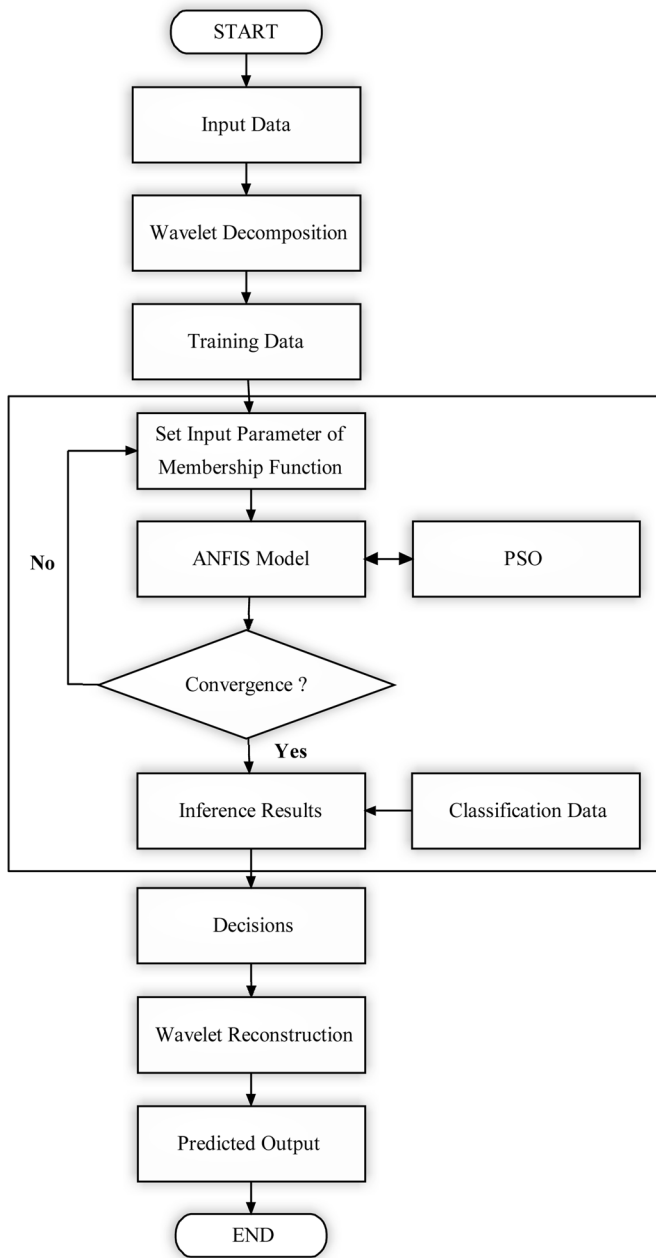 START
Input Data
Wavelet Decomposition
Training Data
Set Input Parameter of
Membership Function
No
ANFIS Model
PSO
Convergence ?
Yes
Inference Results
Classification Data
Decisions
Wavelet Reconstruction
Predicted Output
END